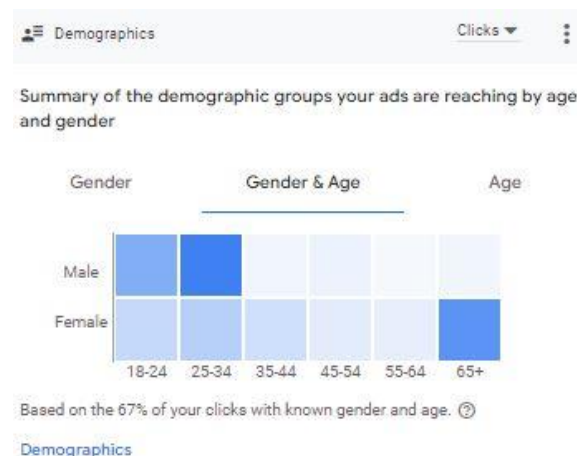 Demographics
Clicks
Summary of the demographic groups your ads are reaching by age
and gender
Gender
Gender & Age
Age
Male
Female
18-24 25-34 35-44 45-54 55-64 65+
Based on the 67% of your clicks with known gender and age.
Demographics